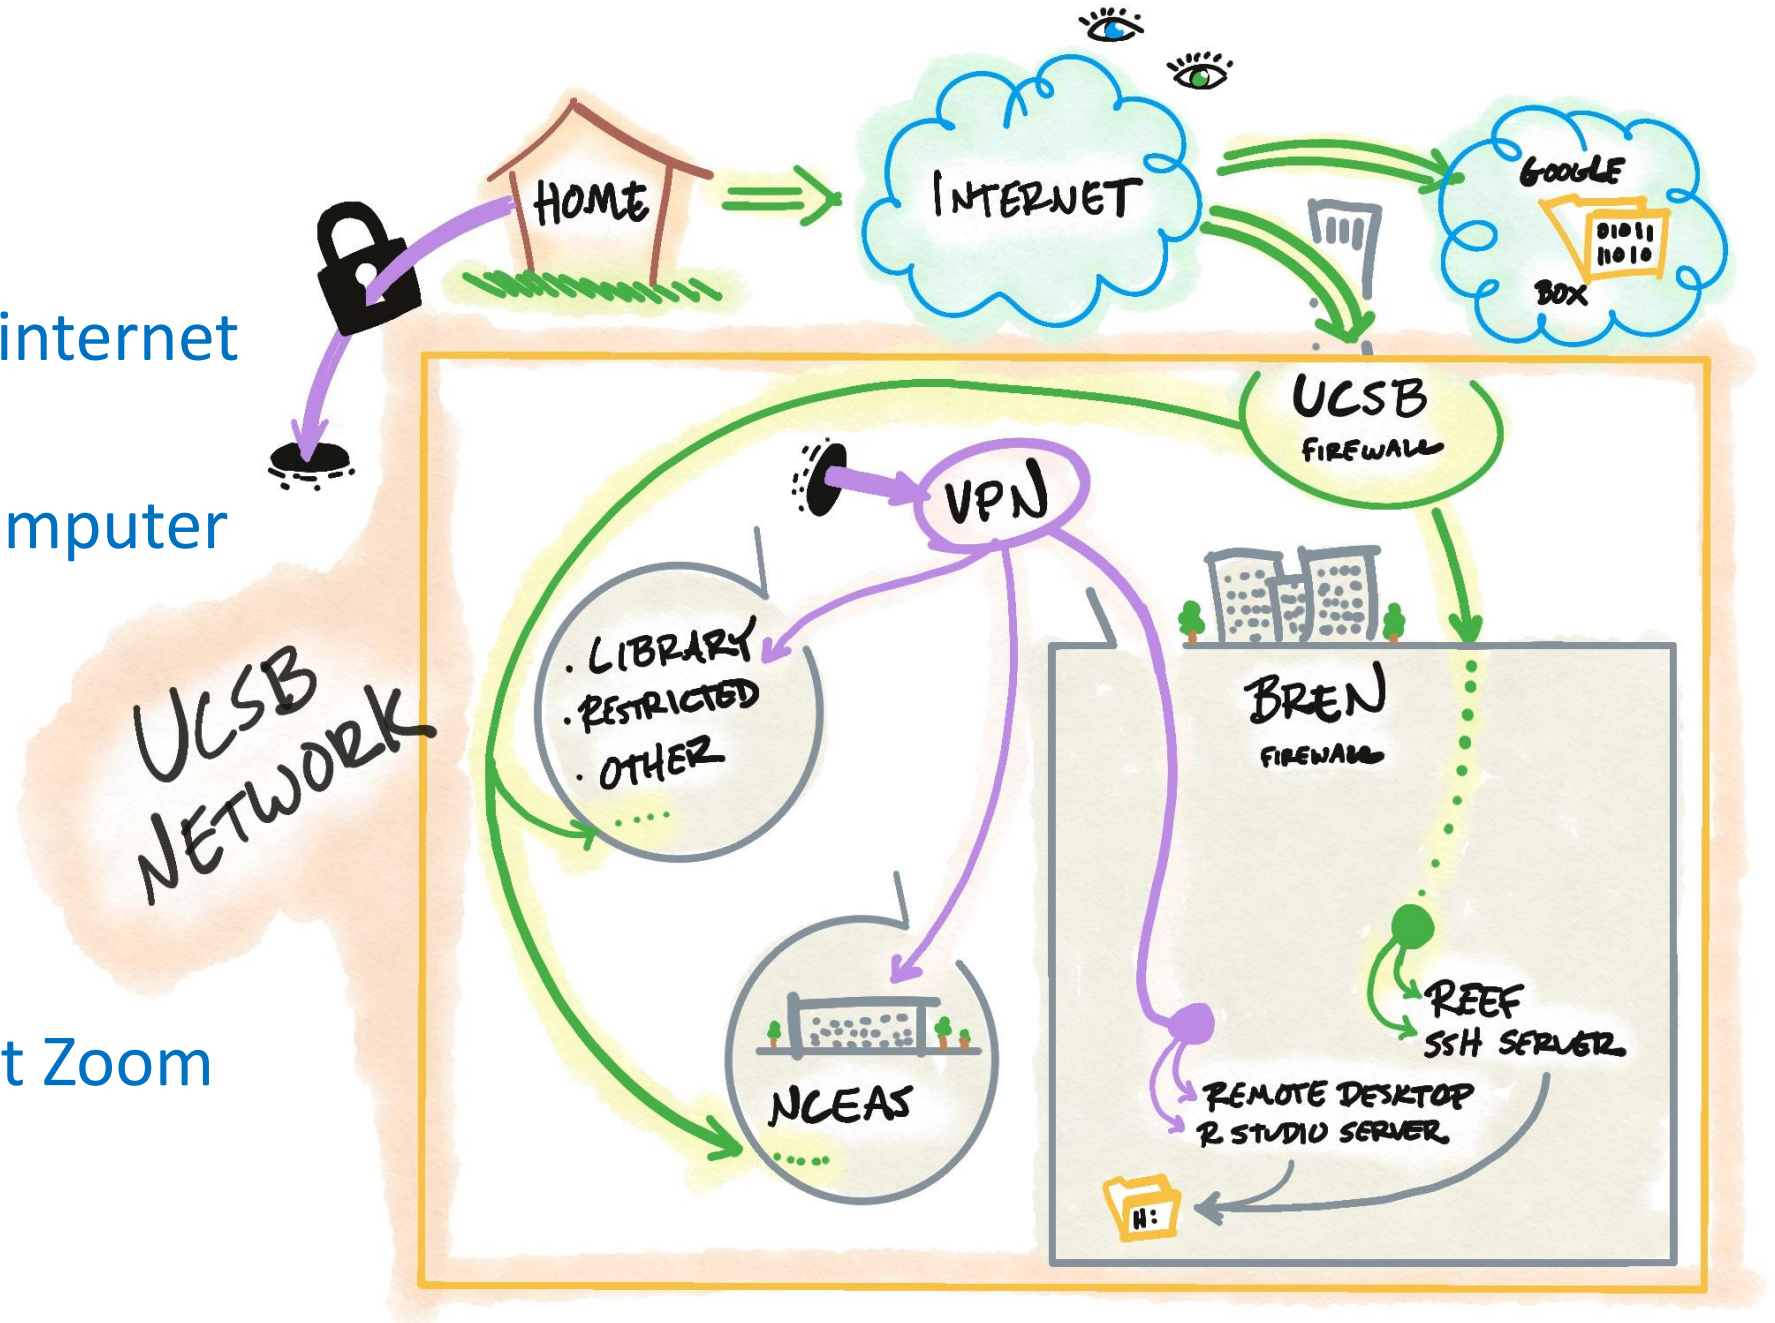 HOME
INTERNET
GOOGLE
01011
11010
BOX
internet
UCSB
FIREWALL
VPN
mputer
LIBRARY
RESTRICTED
OTHER
UCSB
NETWORK
BREN
FIREWALL
REEF
SSH SERVER
t Zoom
NCEAS
REMOTE DESKTOP
R STUDIO SERVER
H: